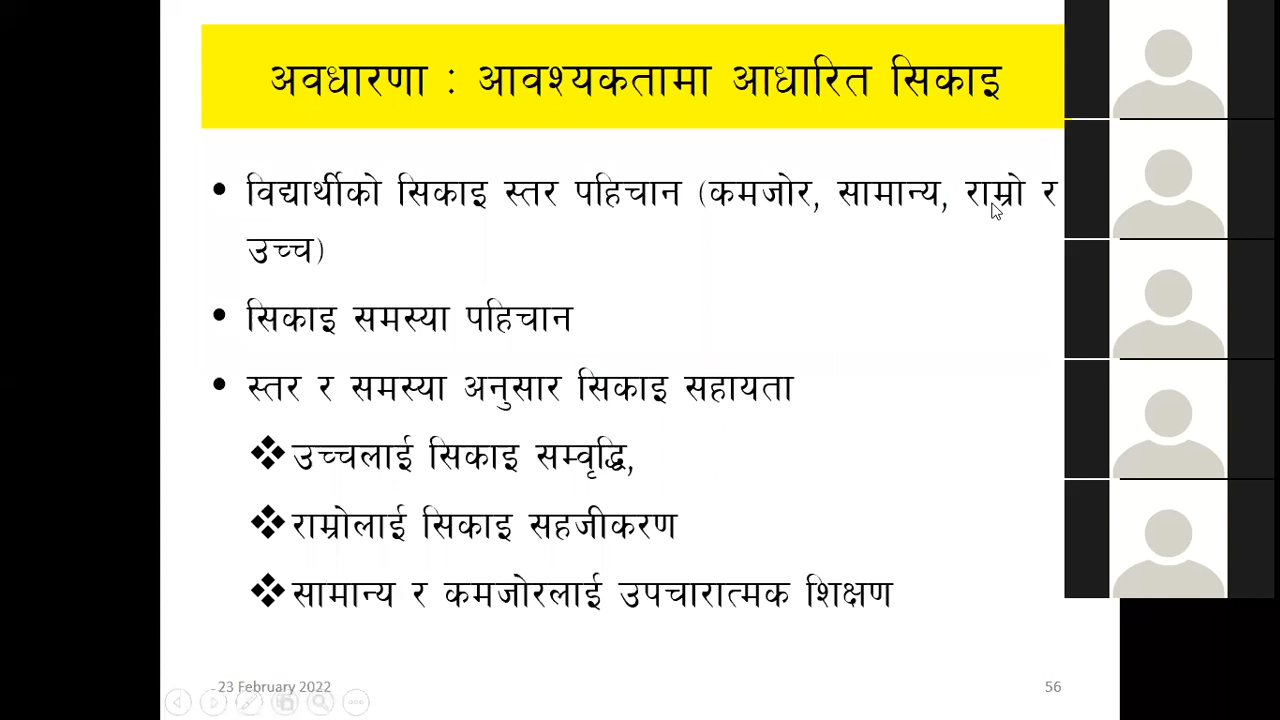 अवधारणा : आवश्यकतामा आधारित सिकाइ
• विद्यार्थीको सिकाइ स्तर पहिचान (कमजोर, सामान्य, राम्रो र
उच्च)
• सिकाइ समस्या पहिचान
• स्तर र समस्या अनुसार सिकाइ सहायता
❖उच्चलाई सिकाइ सम्वृद्धि,
❖राम्रोलाई सिकाइ सहजीकरण
❖सामान्य र कमजोरलाई उपचारात्मक शिक्षण
23 February 2022
56